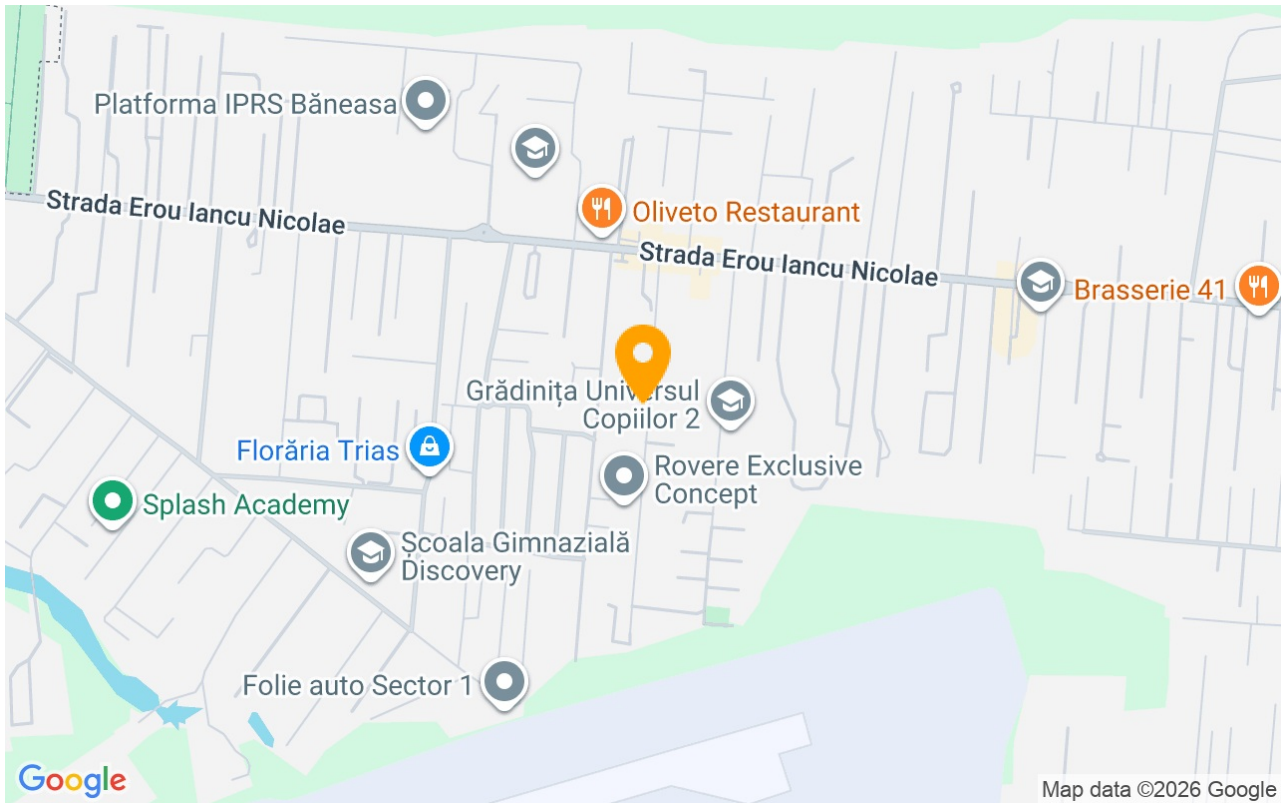 Platforma IPRS Băneasa
Strada Erou Iancu Nicolae
Oliveto Restaurant
Strada Erou Iancu Nicolae
Brasserie 41
Grădinița Universul
Copiilor 2
Florăria Trias
Rovere Exclusive
Concept
Splash Academy
Școala Gimnazială
Discovery
Folie auto Sector 1
Google
Map data ©2026 Google